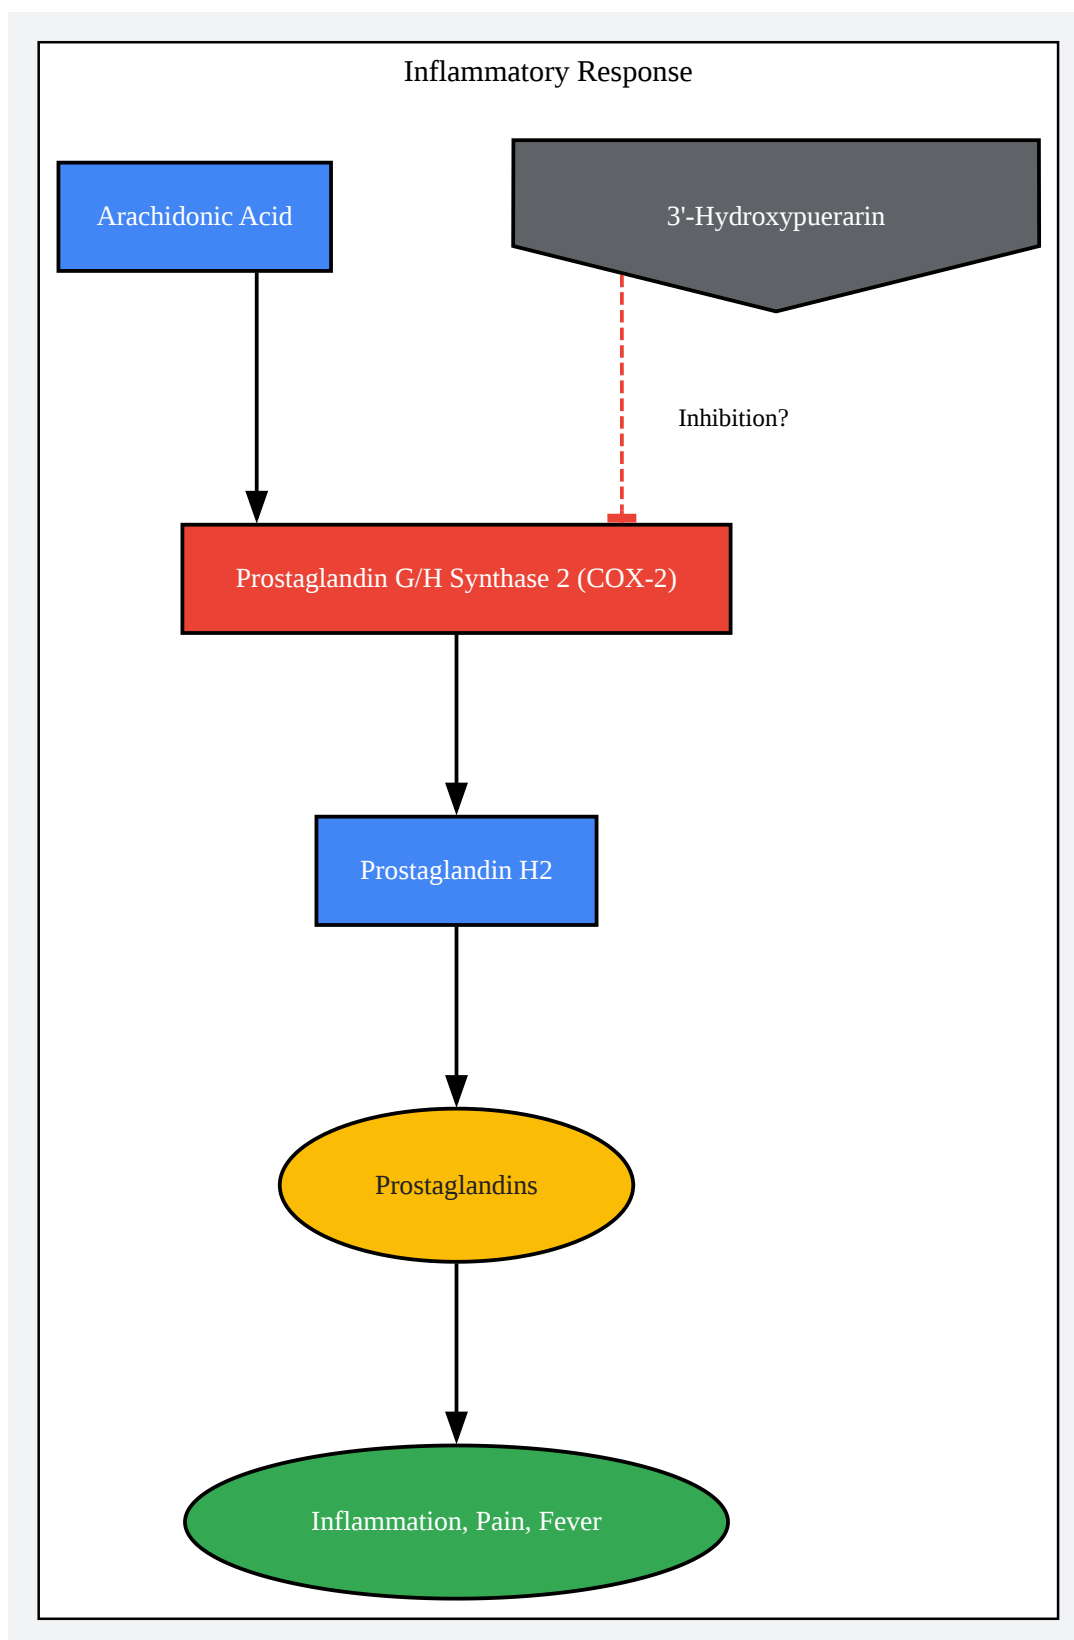 Inflammatory Response
Arachidonic Acid
3'-Hydroxypuerarin
Inhibition?
Prostaglandin G/H Synthase 2 (COX-2)
Prostaglandin H2
Prostaglandins
Inflammation, Pain, Fever